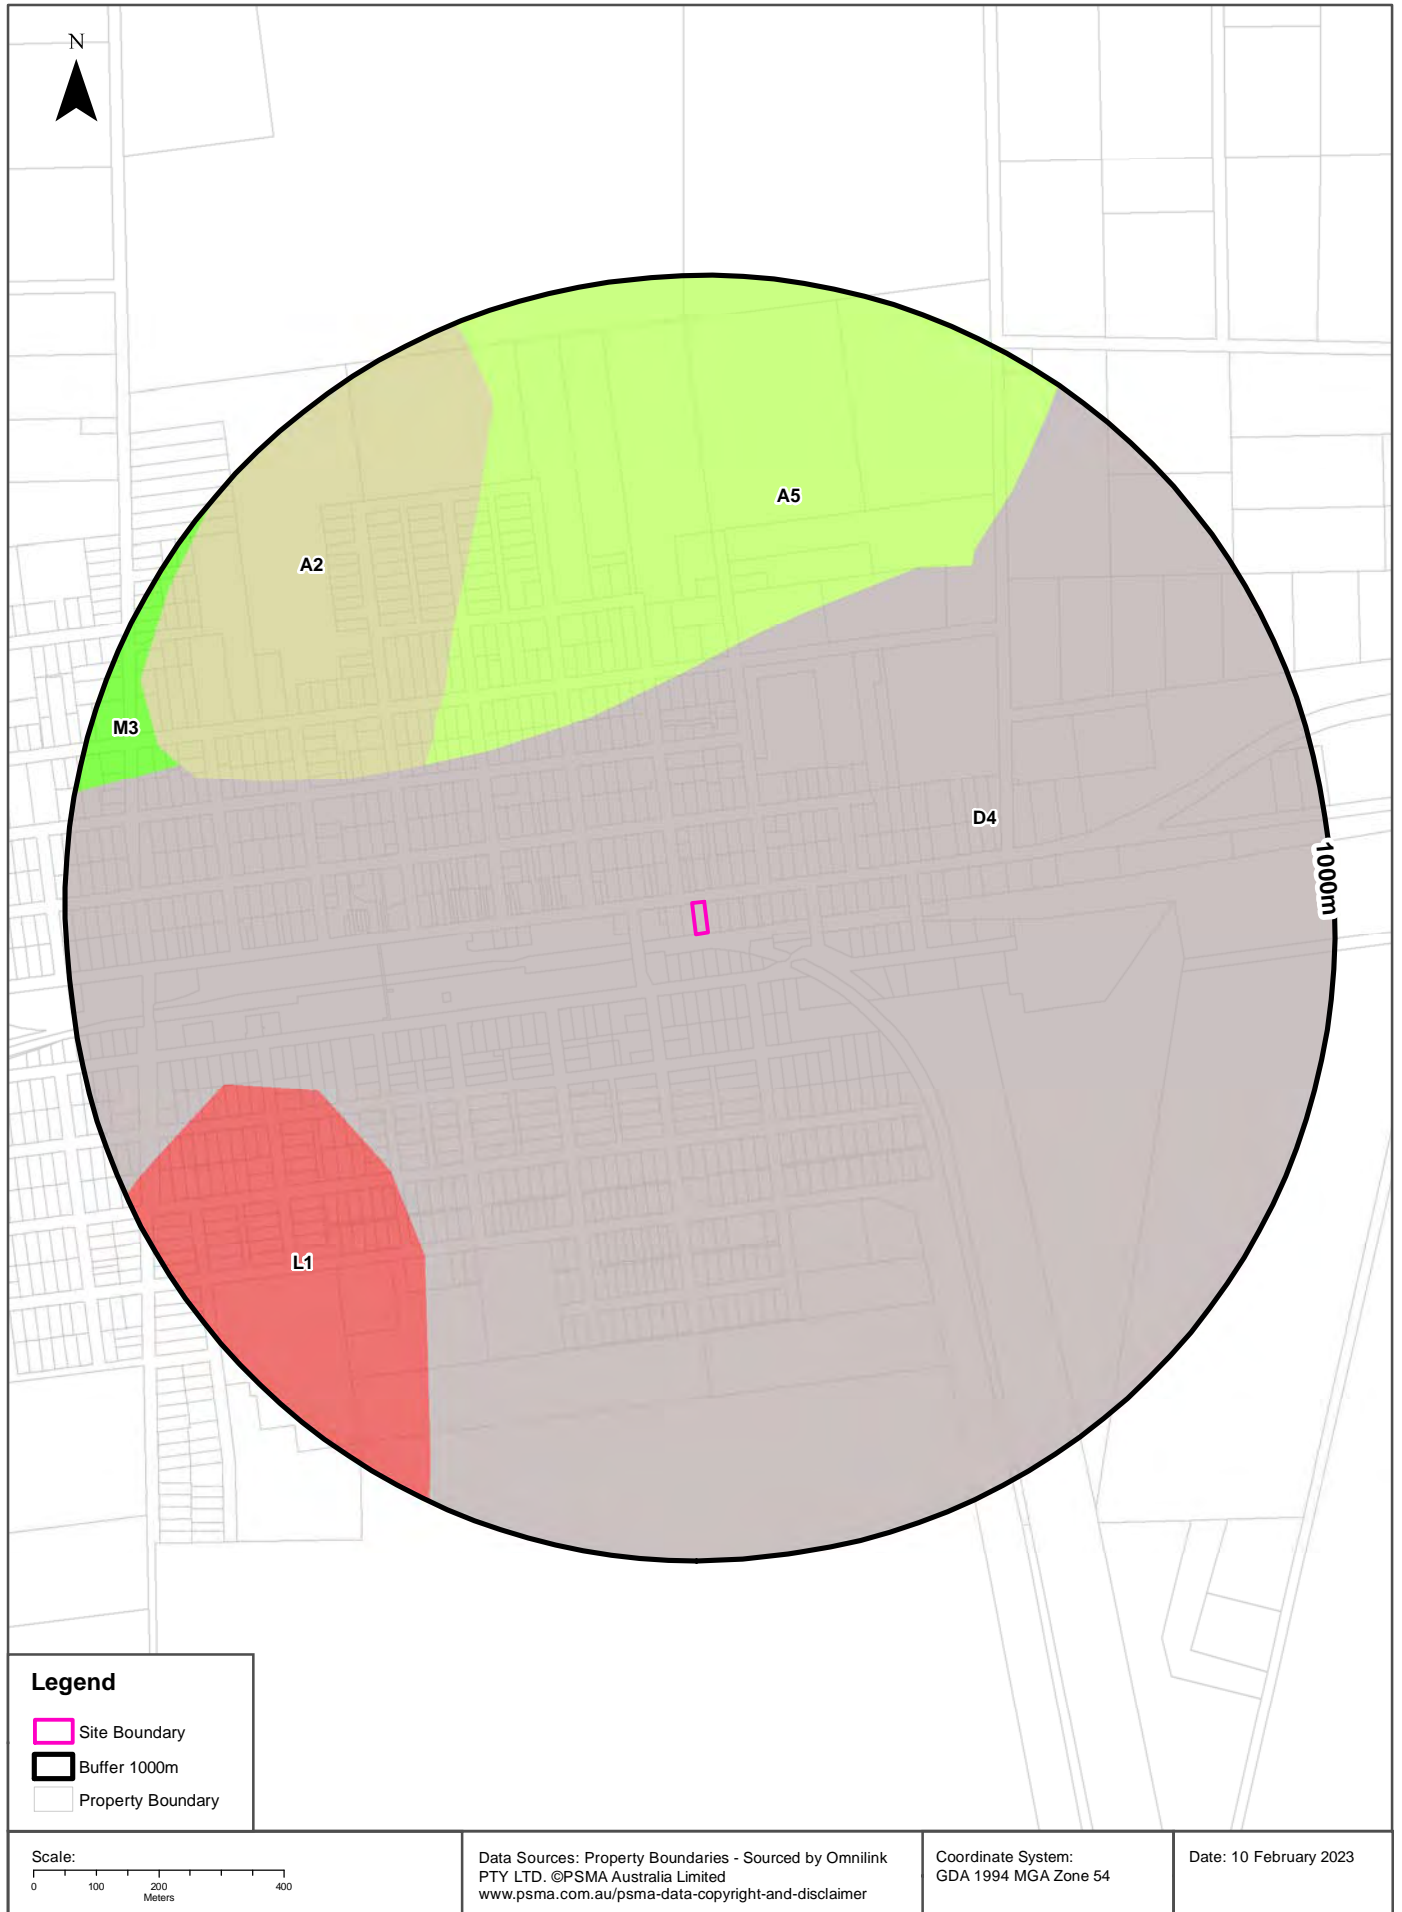 N
A5
A2
M3
D4
1000m
L1
Legend
Site Boundary
Buffer 1000m
Property Boundary
Scale:
0 100 200 400
Meters
Data Sources: Property Boundaries - Sourced by Omnilink
PTY LTD. ©PSMA Australia Limited
www.psma.com.au/psma-data-copyright-and-disclaimer
Coordinate System:
GDA 1994 MGA Zone 54
Date: 10 February 2023